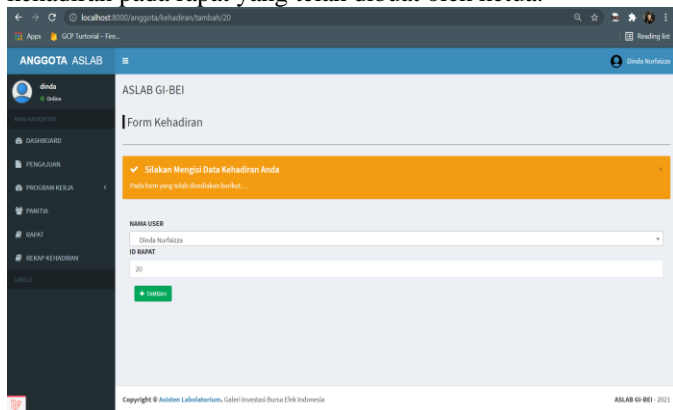 kehadiran pada rapat yang telah dibuat oleh ketua.
localhost:8000/anggota/kehadiran/tambah/20
Apps GCP Turtorial – Fire...
Reading list
ANGGOTA ASLAB
Dinda Nurfaizza
dinda
Online
MAIN NAVIGATION
DASHBOARD
PENGAJUAN
PROGRAM KERJA
PANITIA
RAPAT
REKAP KEHADIRAN
LABELS
ASLAB GI-BEI
Form Kehadiran
Silakan Mengisi Data Kehadiran Anda
Pada form yang telah disediakan berikut. ...
NAMA USER
Dinda Nurfaizza
ID RAPAT
20
+ TAMBAH
Copyright © Asisten Labolatorium. Galeri Investasi Bursa Efek Indonesia
ASLAB GI-BEI - 2021